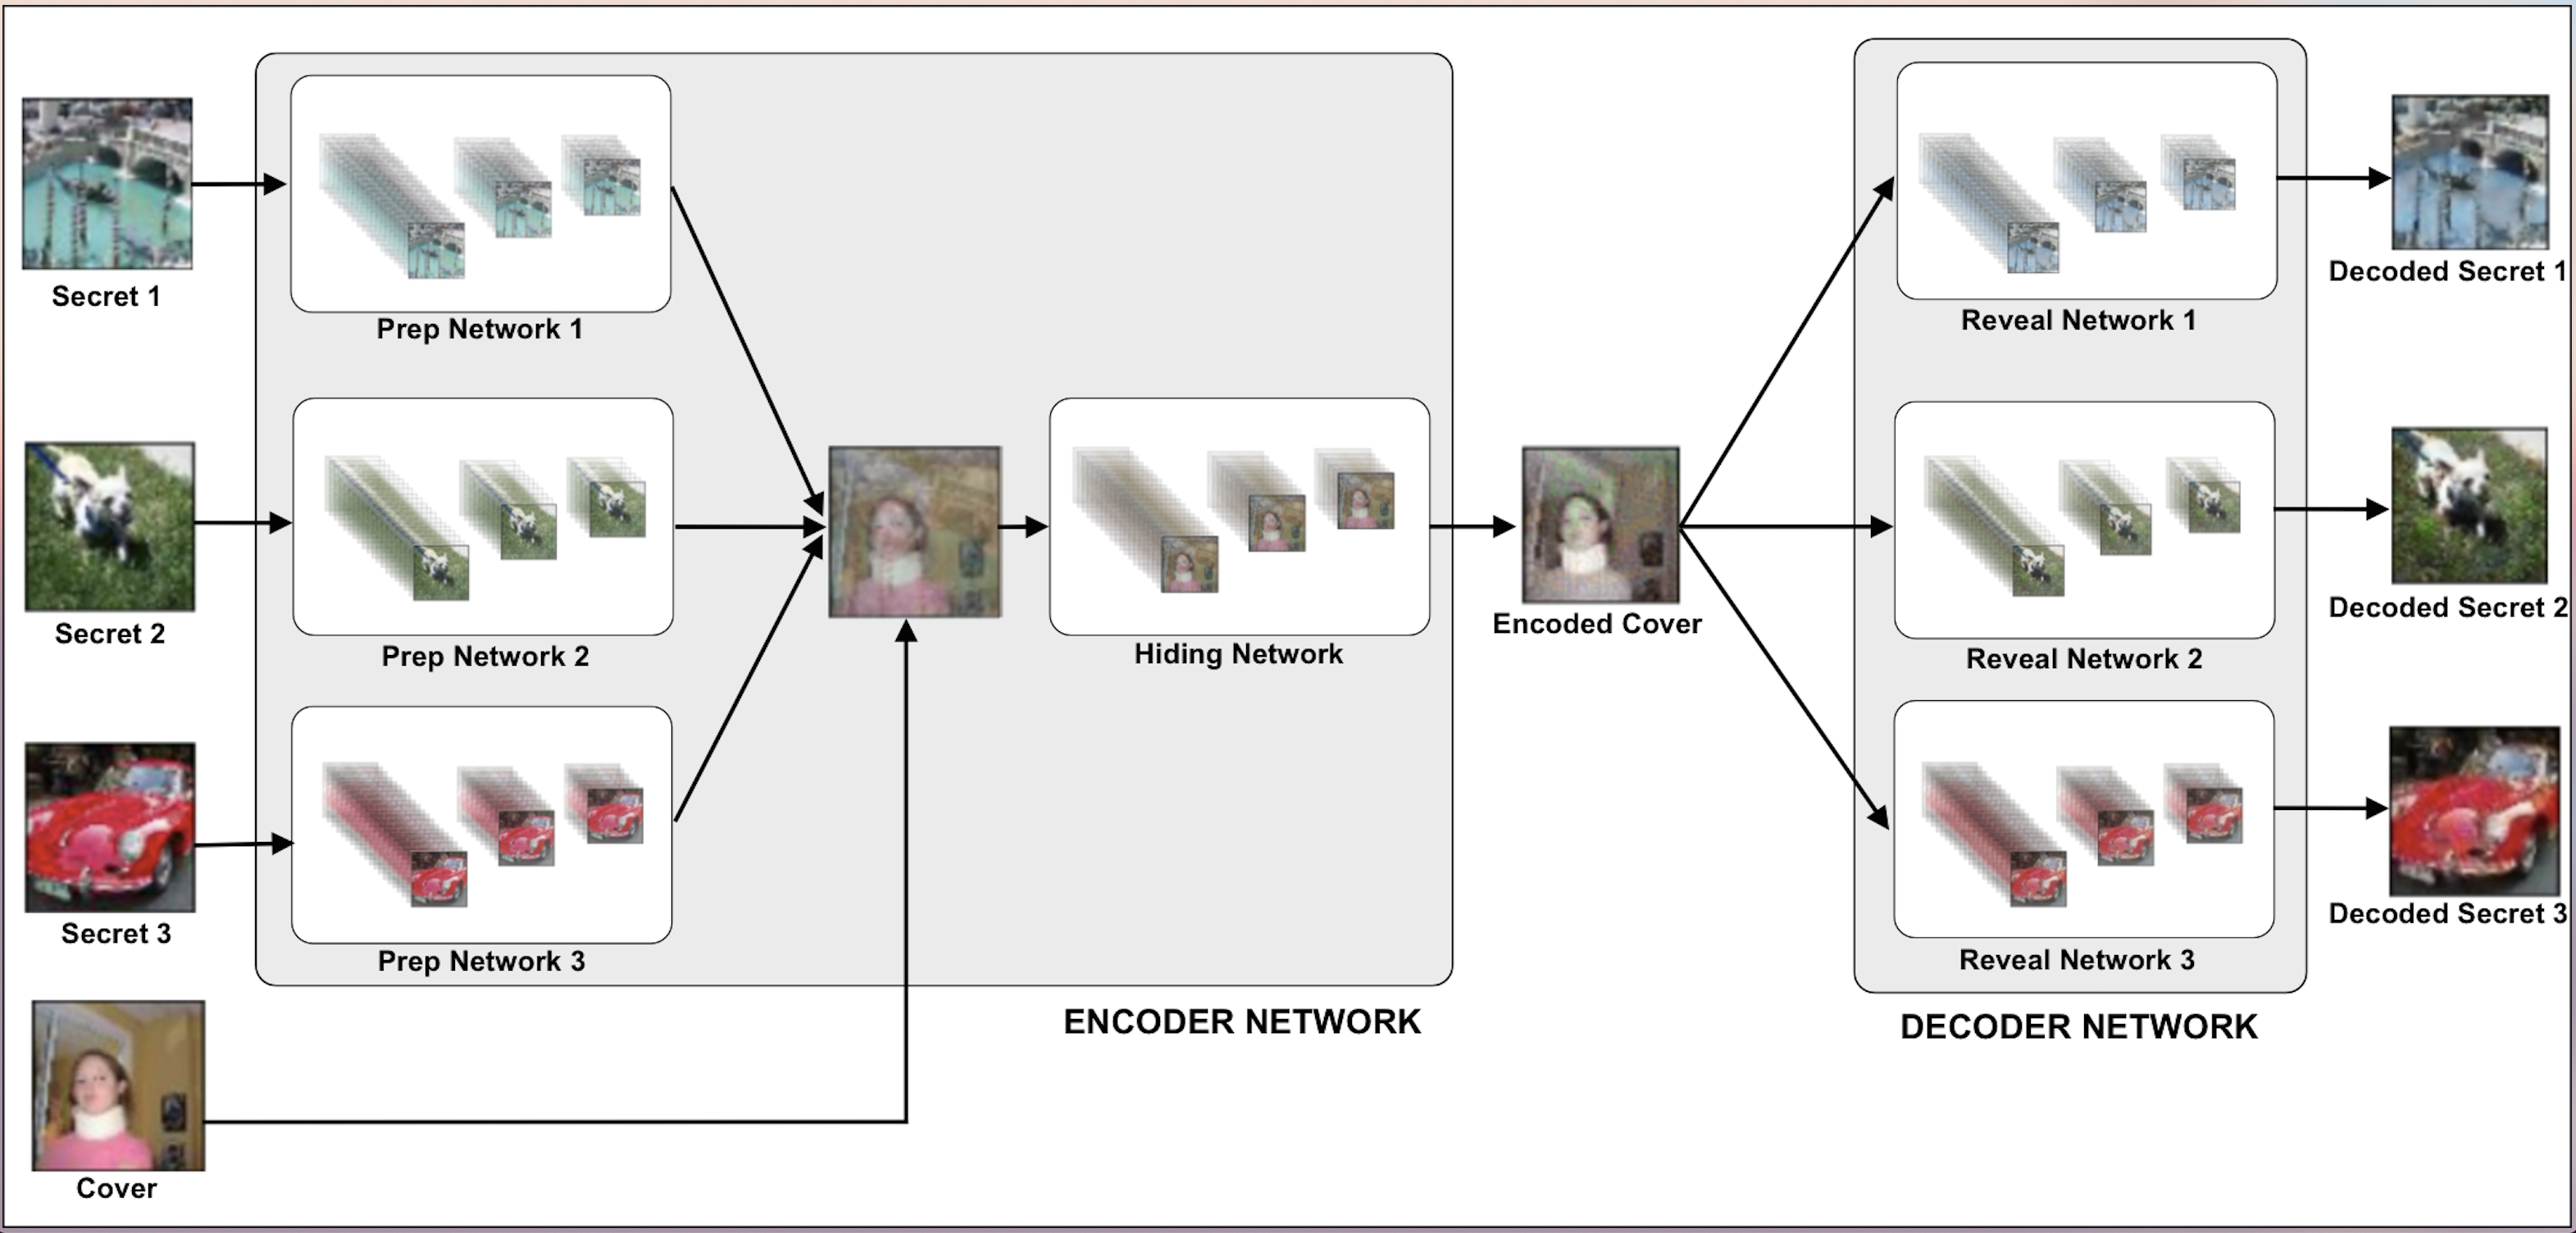 Secret 1
Prep Network 1
Secret 2
Prep Network 2
Secret 3
Prep Network 3
Cover
Hiding Network
ENCODER NETWORK
Encoded Cover
Reveal Network 1
Decoded Secret 1
Reveal Network 2
Decoded Secret 2
Reveal Network 3
Decoded Secret 3
DECODER NETWORK